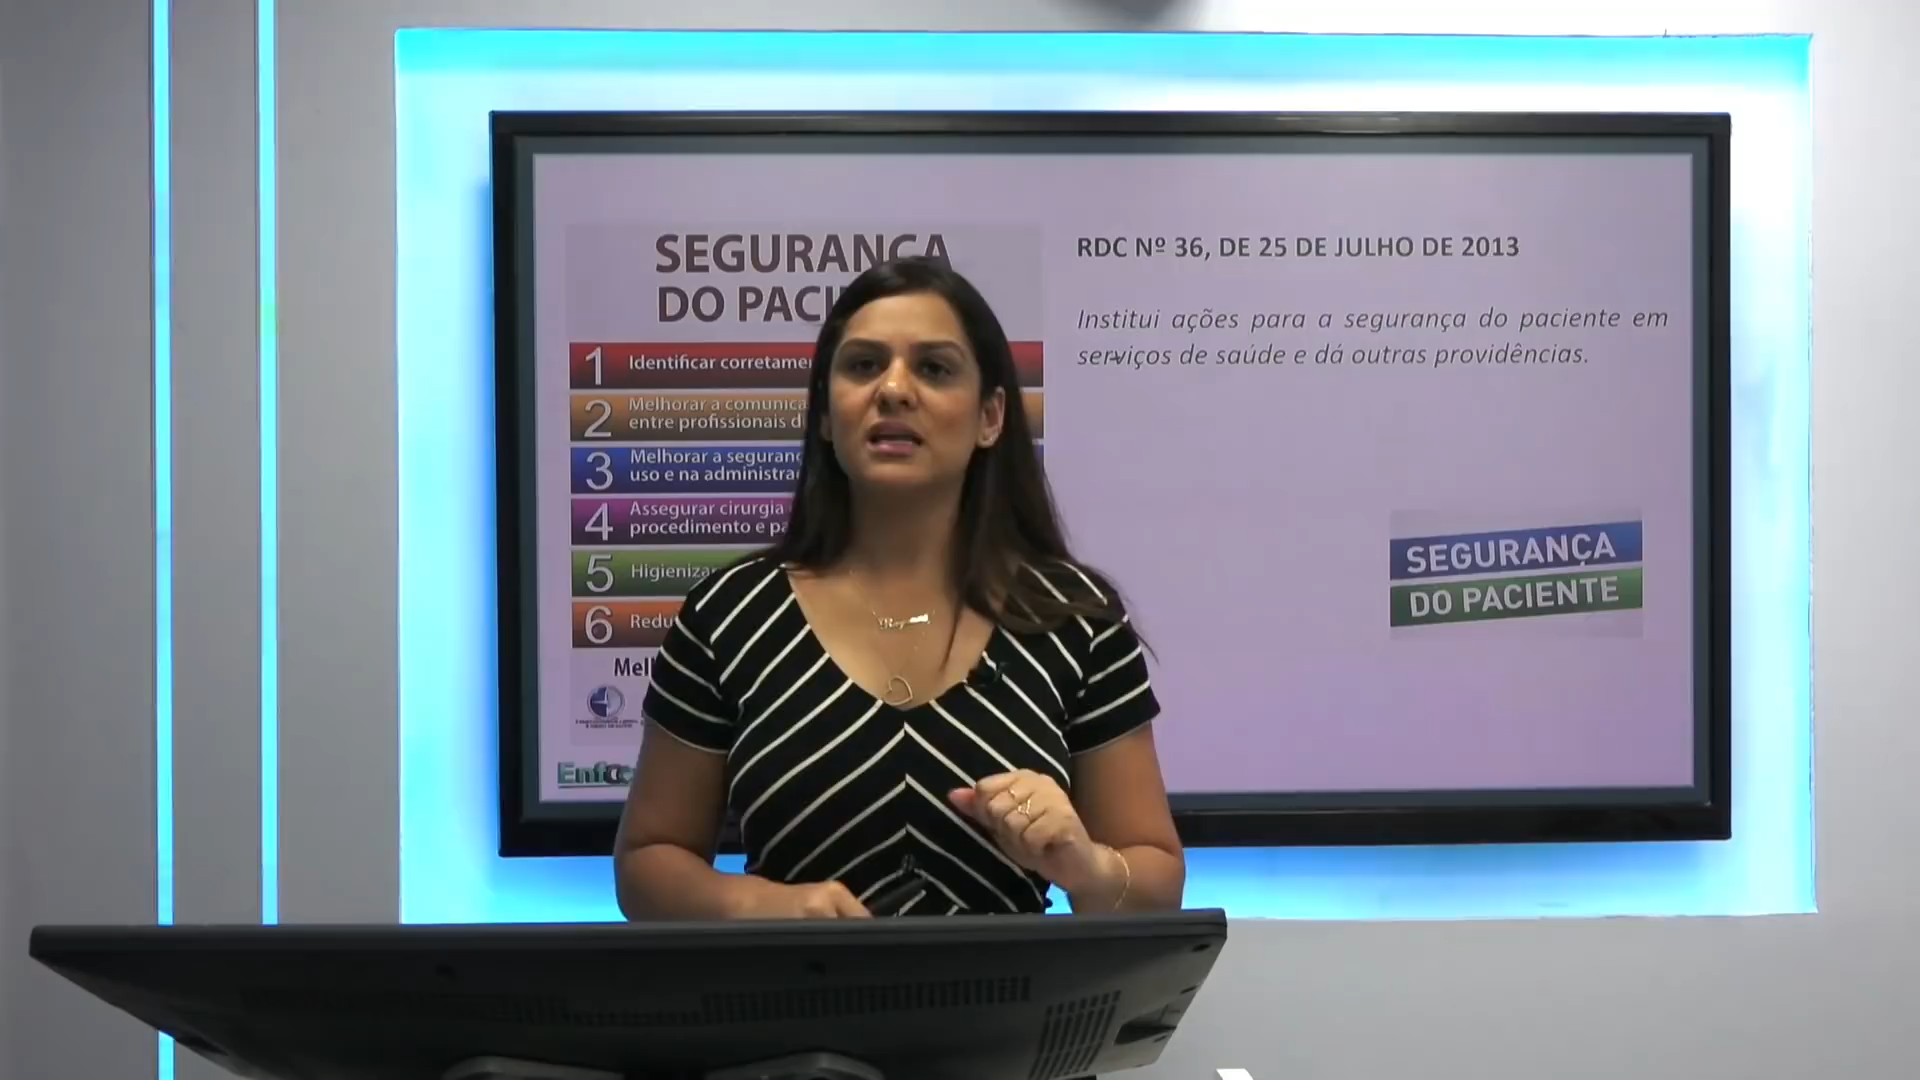 SEGURANÇA
DO PACI
1 Identificar corretamen
2 Melhorar a comunica
entre profissionais d
3 Melhorar a seguranç
uso e na administraç
4 Assegurar cirurgia
procedimento e pa
5 Higieniza
6 Redu
Mel
RDC Nº 36, DE 25 DE JULHO DE 2013
Institui ações para a segurança do paciente em
serviços de saúde e dá outras providências.
SEGURANÇA
DO PACIENTE